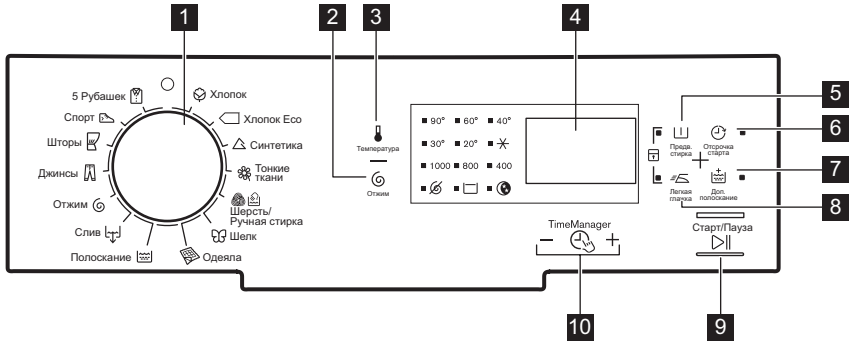 1
2
3
4
5
6
7
8
9
10
5 Рубашек
Спорт
Шторы
Джинсы
Отжим
Слив
Полоскание
Хлопок
Хлопок Eco
Синтетика
Тонкие
ткани
Шерсть/
Ручная стирка
Шелк
Одеяла
Температура
Отжим
90° 60° 40°
30° 20°
1000 800 400
TimeManager
Предв.
стирка
Отсрочка
старта
Легкая
глажка
Доп.
полоскание
Старт/Пауза